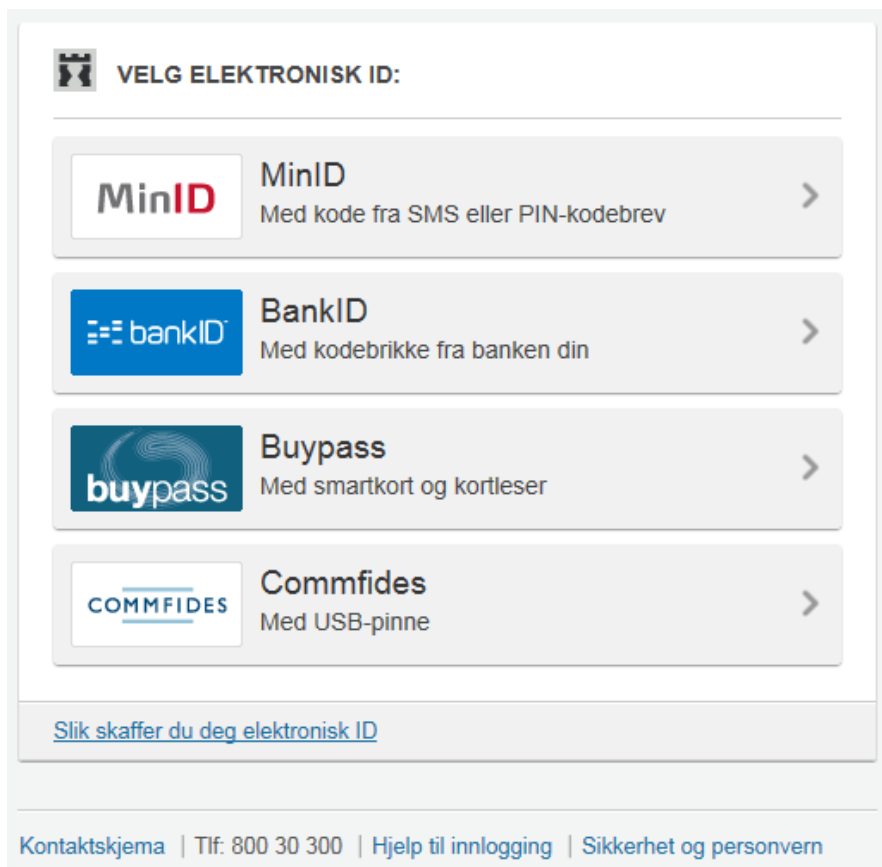 VELG ELEKTRONISK ID:
MinID
MinID
Med kode fra SMS eller PIN-kodebrev
bankID
BankID
Med kodebrikke fra banken din
buypass
Buypass
Med smartkort og kortleser
COMMFIDES
Commfides
Med USB-pinne
Slik skaffer du deg elektronisk ID
Kontaktskjema | Tlf: 800 30 300 | Hjelp til innlogging | Sikkerhet og personvern